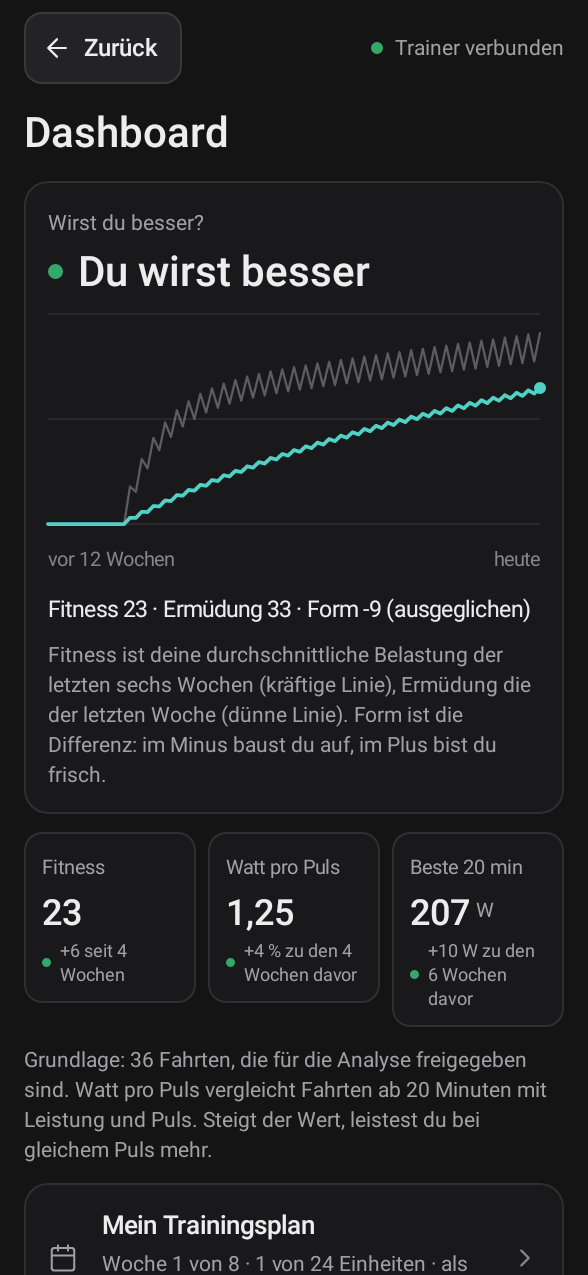 Zurück
Trainer verbunden
Dashboard
Wirst du besser?
Du wirst besser
vor 12 Wochen
heute
Fitness 23 · Ermüdung 33 · Form -9 (ausgeglichen)
Fitness ist deine durchschnittliche Belastung der
letzten sechs Wochen (kräftige Linie), Ermüdung die
der letzten Woche (dünne Linie). Form ist die
Differenz: im Minus baust du auf, im Plus bist du
frisch.
Fitness
23
+6 seit 4
Wochen
Watt pro Puls
1,25
+4 % zu den 4
Wochen davor
Beste 20 min
207 W
+10 W zu den
6 Wochen
davor
Grundlage: 36 Fahrten, die für die Analyse freigegeben
sind. Watt pro Puls vergleicht Fahrten ab 20 Minuten mit
Leistung und Puls. Steigt der Wert, leistest du bei
gleichem Puls mehr.
Mein Trainingsplan
Woche 1 von 8 · 1 von 24 Einheiten · als